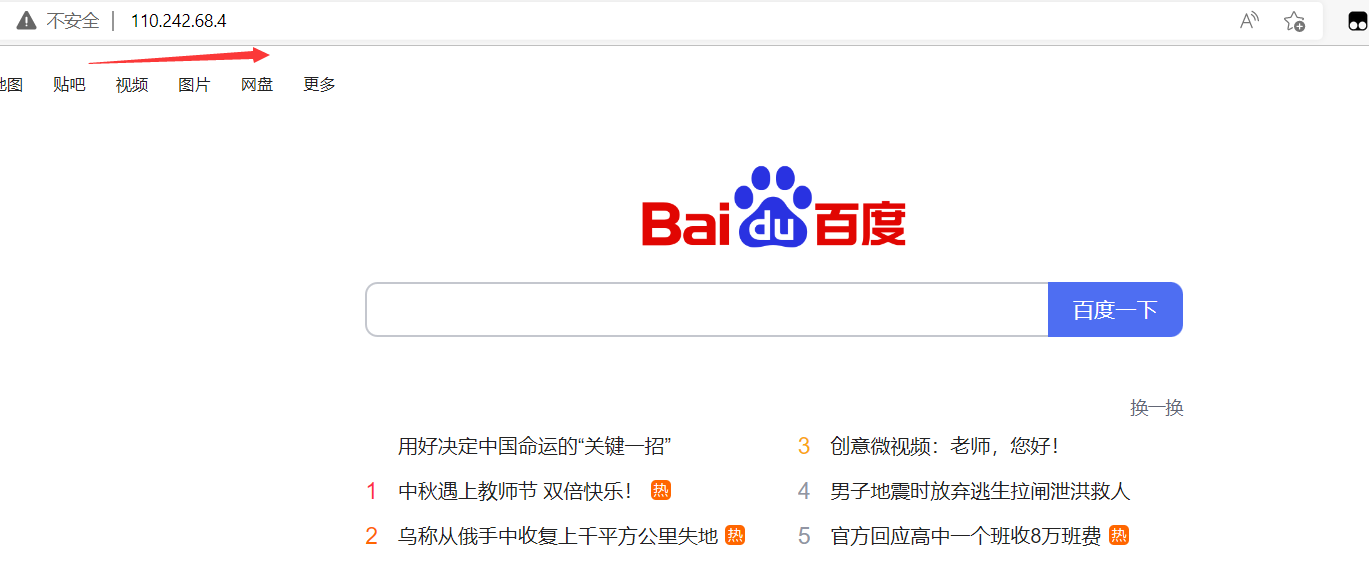 不安全 | 110.242.68.4
地图 贴吧 视频 图片 网盘 更多
Bai du 百度
百度一下
换一换
用好决定中国命运的“关键一招”
1 中秋遇上教师节 双倍快乐！ 热
2 乌称从俄手中收复上千平方公里失地 热
3 创意微视频：老师，您好！
4 男子地震时放弃逃生拉闸泄洪救人
5 官方回应高中一个班收8万班费 热